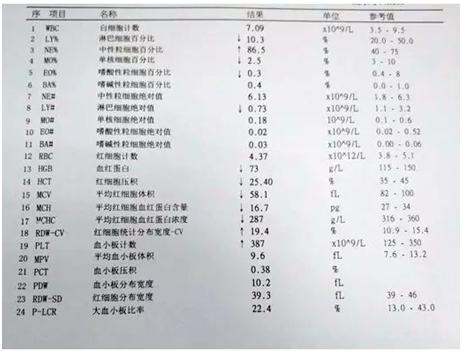 序 项目 名称 结果 单位 参考值
1 WBC 白细胞计数 7.09 x10^9/L 3.5 - 9.5
2 LY% 淋巴细胞百分比 ↓ 10.3 % 20.0 - 50.0
3 NE% 中性粒细胞百分比 ↑ 86.5 % 40 - 75
4 MO% 单核细胞百分比 ↓ 2.5 % 3 - 10
5 EO% 嗜酸性粒细胞百分比 ↓ 0.3 % 0.4 - 8
6 BA% 嗜碱性粒细胞百分比 0.4 % 0.0 - 1.0
7 NE# 中性粒细胞绝对值 6.13 x10^9/L 1.8 - 6.3
8 LY# 淋巴细胞绝对值 ↓ 0.73 x10^9/L 1.1 - 3.2
9 MO# 单核细胞绝对值 0.18 x10^9/L 0.1 - 0.6
10 EO# 嗜酸性粒细胞绝对值 0.02 x10^9/L 0.02 - 0.52
11 BA# 嗜碱性粒细胞绝对值 0.03 x10^9/L 0.00 - 0.06
12 RBC 红细胞计数 4.37 x10^12/L 3.8 - 5.1
13 HGB 血红蛋白 ↓ 73 g/L 115 - 150
14 HCT 红细胞压积 ↓ 25.40 % 35 - 45
15 MCV 平均红细胞体积 ↓ 58.1 fL 82 - 100
16 MCH 平均红细胞血红蛋白含量 ↓ 16.7 pg 27 - 34
17 MCHC 平均红细胞血红蛋白浓度 ↓ 287 g/L 316 - 360
18 RDW-CV 红细胞统计分布宽度-CV ↑ 19.4 % 10.9 - 15.4
19 PLT 血小板计数 ↑ 387 x10^9/L 125 - 350
20 MPV 平均血小板体积 9.6 fL 7.6 - 13.2
21 PCT 血小板压积 0.38 %
22 PDW 血小板分布宽度 10.2 fL
23 RDW-SD 红细胞分布宽度 39.3 fL 39 - 46
24 P-LCR 大血小板比率 22.4 % 13.0 - 43.0